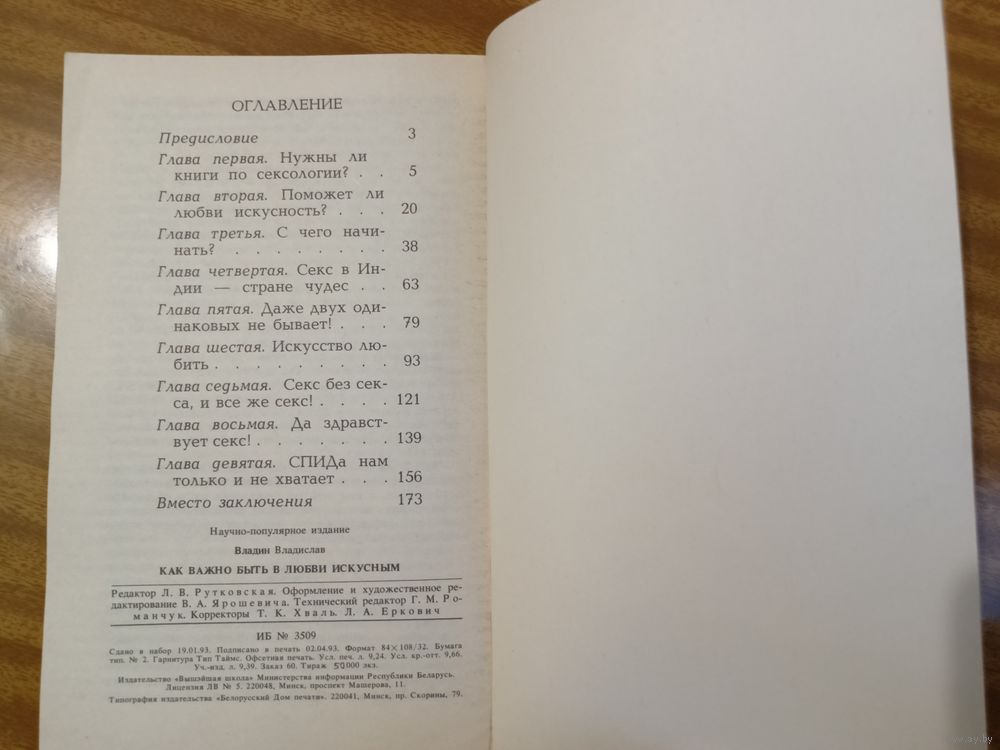 ОГЛАВЛЕНИЕ
Предисловие 3
Глава первая. Нужны ли
книги по сексологии? . . 5
Глава вторая. Поможет ли
любви искусность? . . . 20
Глава третья. С чего начи-
нать? . . . . . . . 38
Глава четвертая. Секс в Ин-
дии — стране чудес . . 63
Глава пятая. Даже двух оди-
наковых не бывает! . . . 79
Глава шестая. Искусство лю-
бить . . . . . . . . . 93
Глава седьмая. Секс без сек-
са, и все же секс! . . . . 121
Глава восьмая. Да здравст-
вует секс! . . . . . . . 139
Глава девятая. СПИДа нам
только и не хватает . . . 156
Вместо заключения 173
Научно-популярное издание
Владин Владислав
КАК ВАЖНО БЫТЬ В ЛЮБВИ ИСКУСНЫМ
Редактор Л. В. Рутковская. Оформление и художественное ре-
дактирование В. А. Ярошевича. Технический редактор Г. М. Ро-
манчук. Корректоры Т. К. Хваль, Л. А. Еркович
ИБ № 3509
Сдано в набор 19.01.93. Подписано в печать 02.04.93. Формат 84×108/32. Бумага
тип. № 2. Гарнитура Тип Таймс. Офсетная печать. Усл. печ. л. 9,24. Усл. кр.-отт. 9,66.
Уч.-изд. л. 9,39. Заказ 60. Тираж 50000 экз.
Издательство «Вышэйшая школа» Министерства информации Республики Беларусь.
Лицензия ЛВ № 5. 220048, Минск, проспект Машерова, 11.
Типография издательства «Белорусский Дом печати». 220041, Минск, пр. Скорины, 79.
www.ay.by